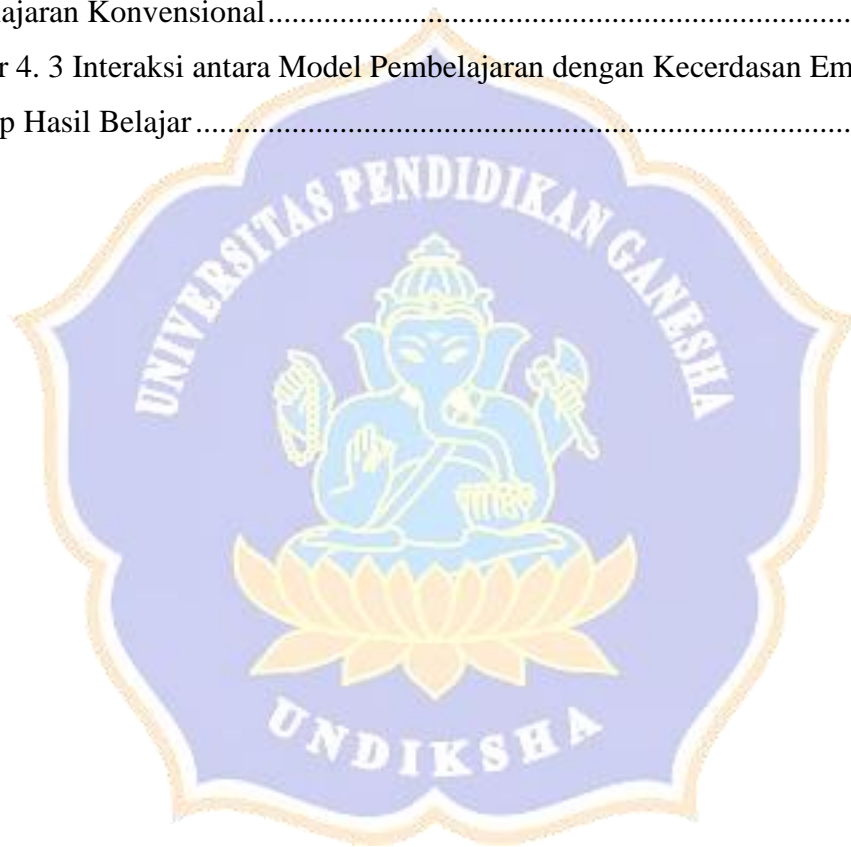 ajaran Konvensional.......................................................................
r 4. 3 Interaksi antara Model Pembelajaran dengan Kecerdasan Em
p Hasil Belajar................................................................................
UNIVERSITAS PENDIDIKAN GANESHA
UNDIKSHA